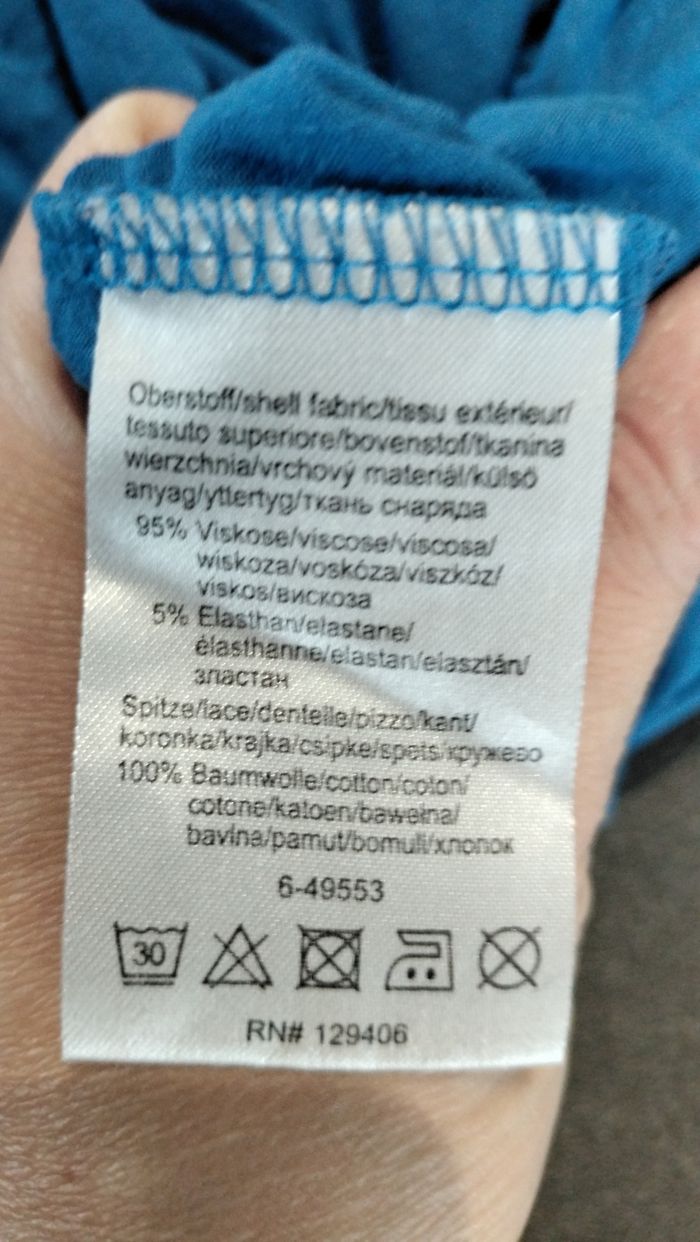 Oberstoff/shell fabric/tissu extérieur/
tessuto superiore/bovenstof/tkanina
wierzchnia/vrchový materiál/külső
anyag/yttertyg/ткань снаряда
95% Viskose/viscose/viscosa/
wiskoza/voskóza/viszkóz/
viskos/вискоза
5% Elasthan/elastane/
élasthanne/elastan/elasztán/
зластан
Spitze/lace/dentelle/pizzo/kant/
koronka/krajka/csipke/spets/кружево
100% Baumwolle/cotton/coton/
cotone/katoen/bawełna/
bavlna/pamut/bomull/хлопок
6-49553
30
RN# 129406